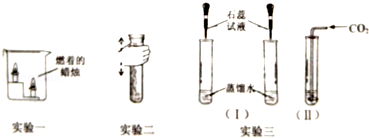 石蕊
试液
CO₂
燃着的
蜡烛
蒸馏水
(Ⅰ) (Ⅱ)
实验一 实验二 实验三